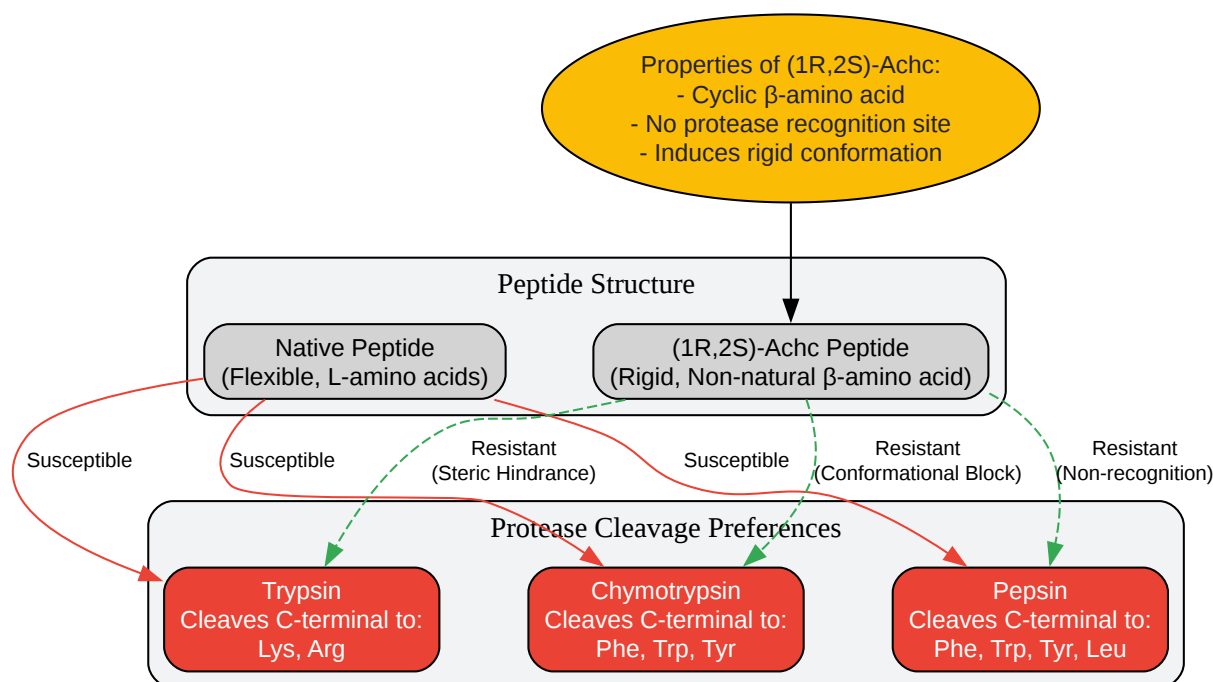 Properties of (1R,2S)-Achc:
- Cyclic β-amino acid
- No protease recognition site
- Induces rigid conformation
Peptide Structure
Native Peptide
(Flexible, L-amino acids)
(1R,2S)-Achc Peptide
(Rigid, Non-natural β-amino acid)
Susceptible
Susceptible
Resistant
(Steric Hindrance)
Susceptible
Resistant
(Conformational Block)
Resistant
(Non-recognition)
Protease Cleavage Preferences
Trypsin
Cleaves C-terminal to:
Lys, Arg
Chymotrypsin
Cleaves C-terminal to:
Phe, Trp, Tyr
Pepsin
Cleaves C-terminal to:
Phe, Trp, Tyr, Leu